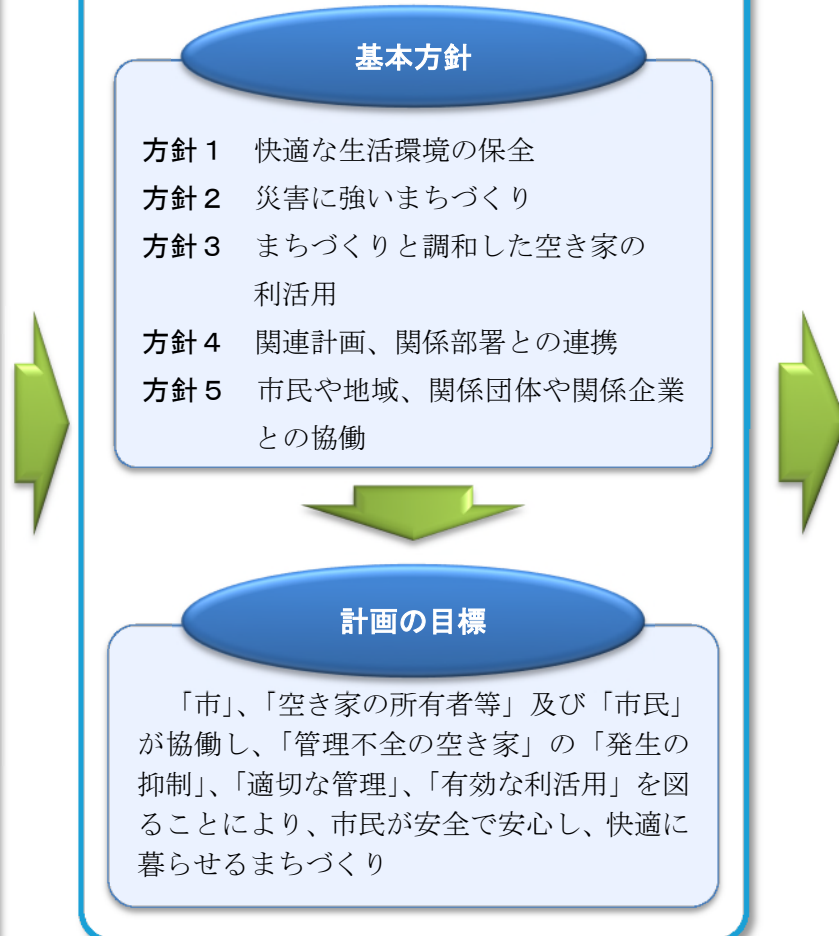 基本方針
方針1 快適な生活環境の保全
方針2 災害に強いまちづくり
方針3 まちづくりと調和した空き家の
利活用
方針4 関連計画、関係部署との連携
方針5 市民や地域、関係団体や関係企業
との協働
計画の目標
「市」、「空き家の所有者等」及び「市民」
が協働し、「管理不全の空き家」の「発生の
抑制」、「適切な管理」、「有効な利活用」を図
ることにより、市民が安全で安心し、快適に
暮らせるまちづくり